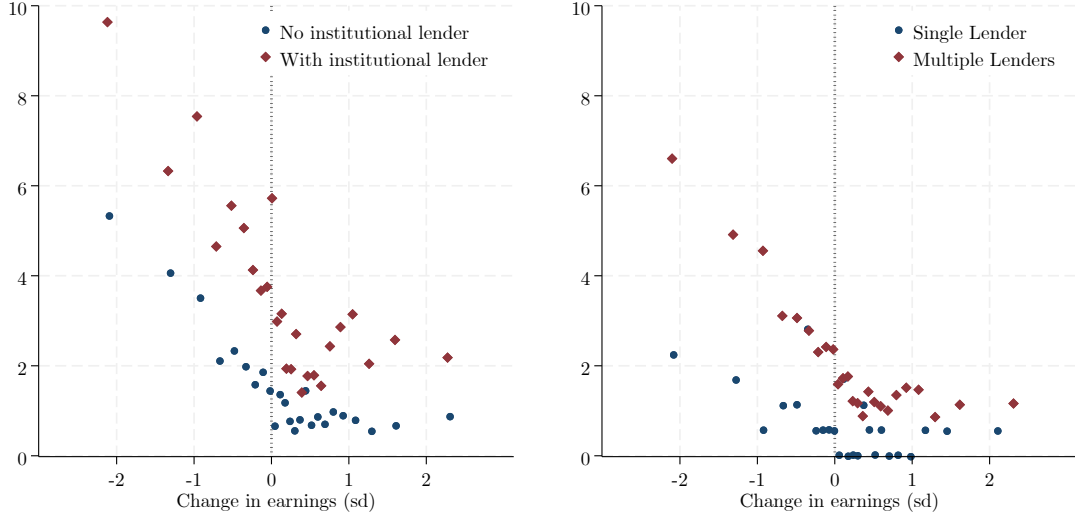 10
8
6
4
2
0
No institutional lender
With institutional lender
-2 -1 0 1 2
Change in earnings (sd)
10
8
6
4
2
0
Single Lender
Multiple Lenders
-2 -1 0 1 2
Change in earnings (sd)